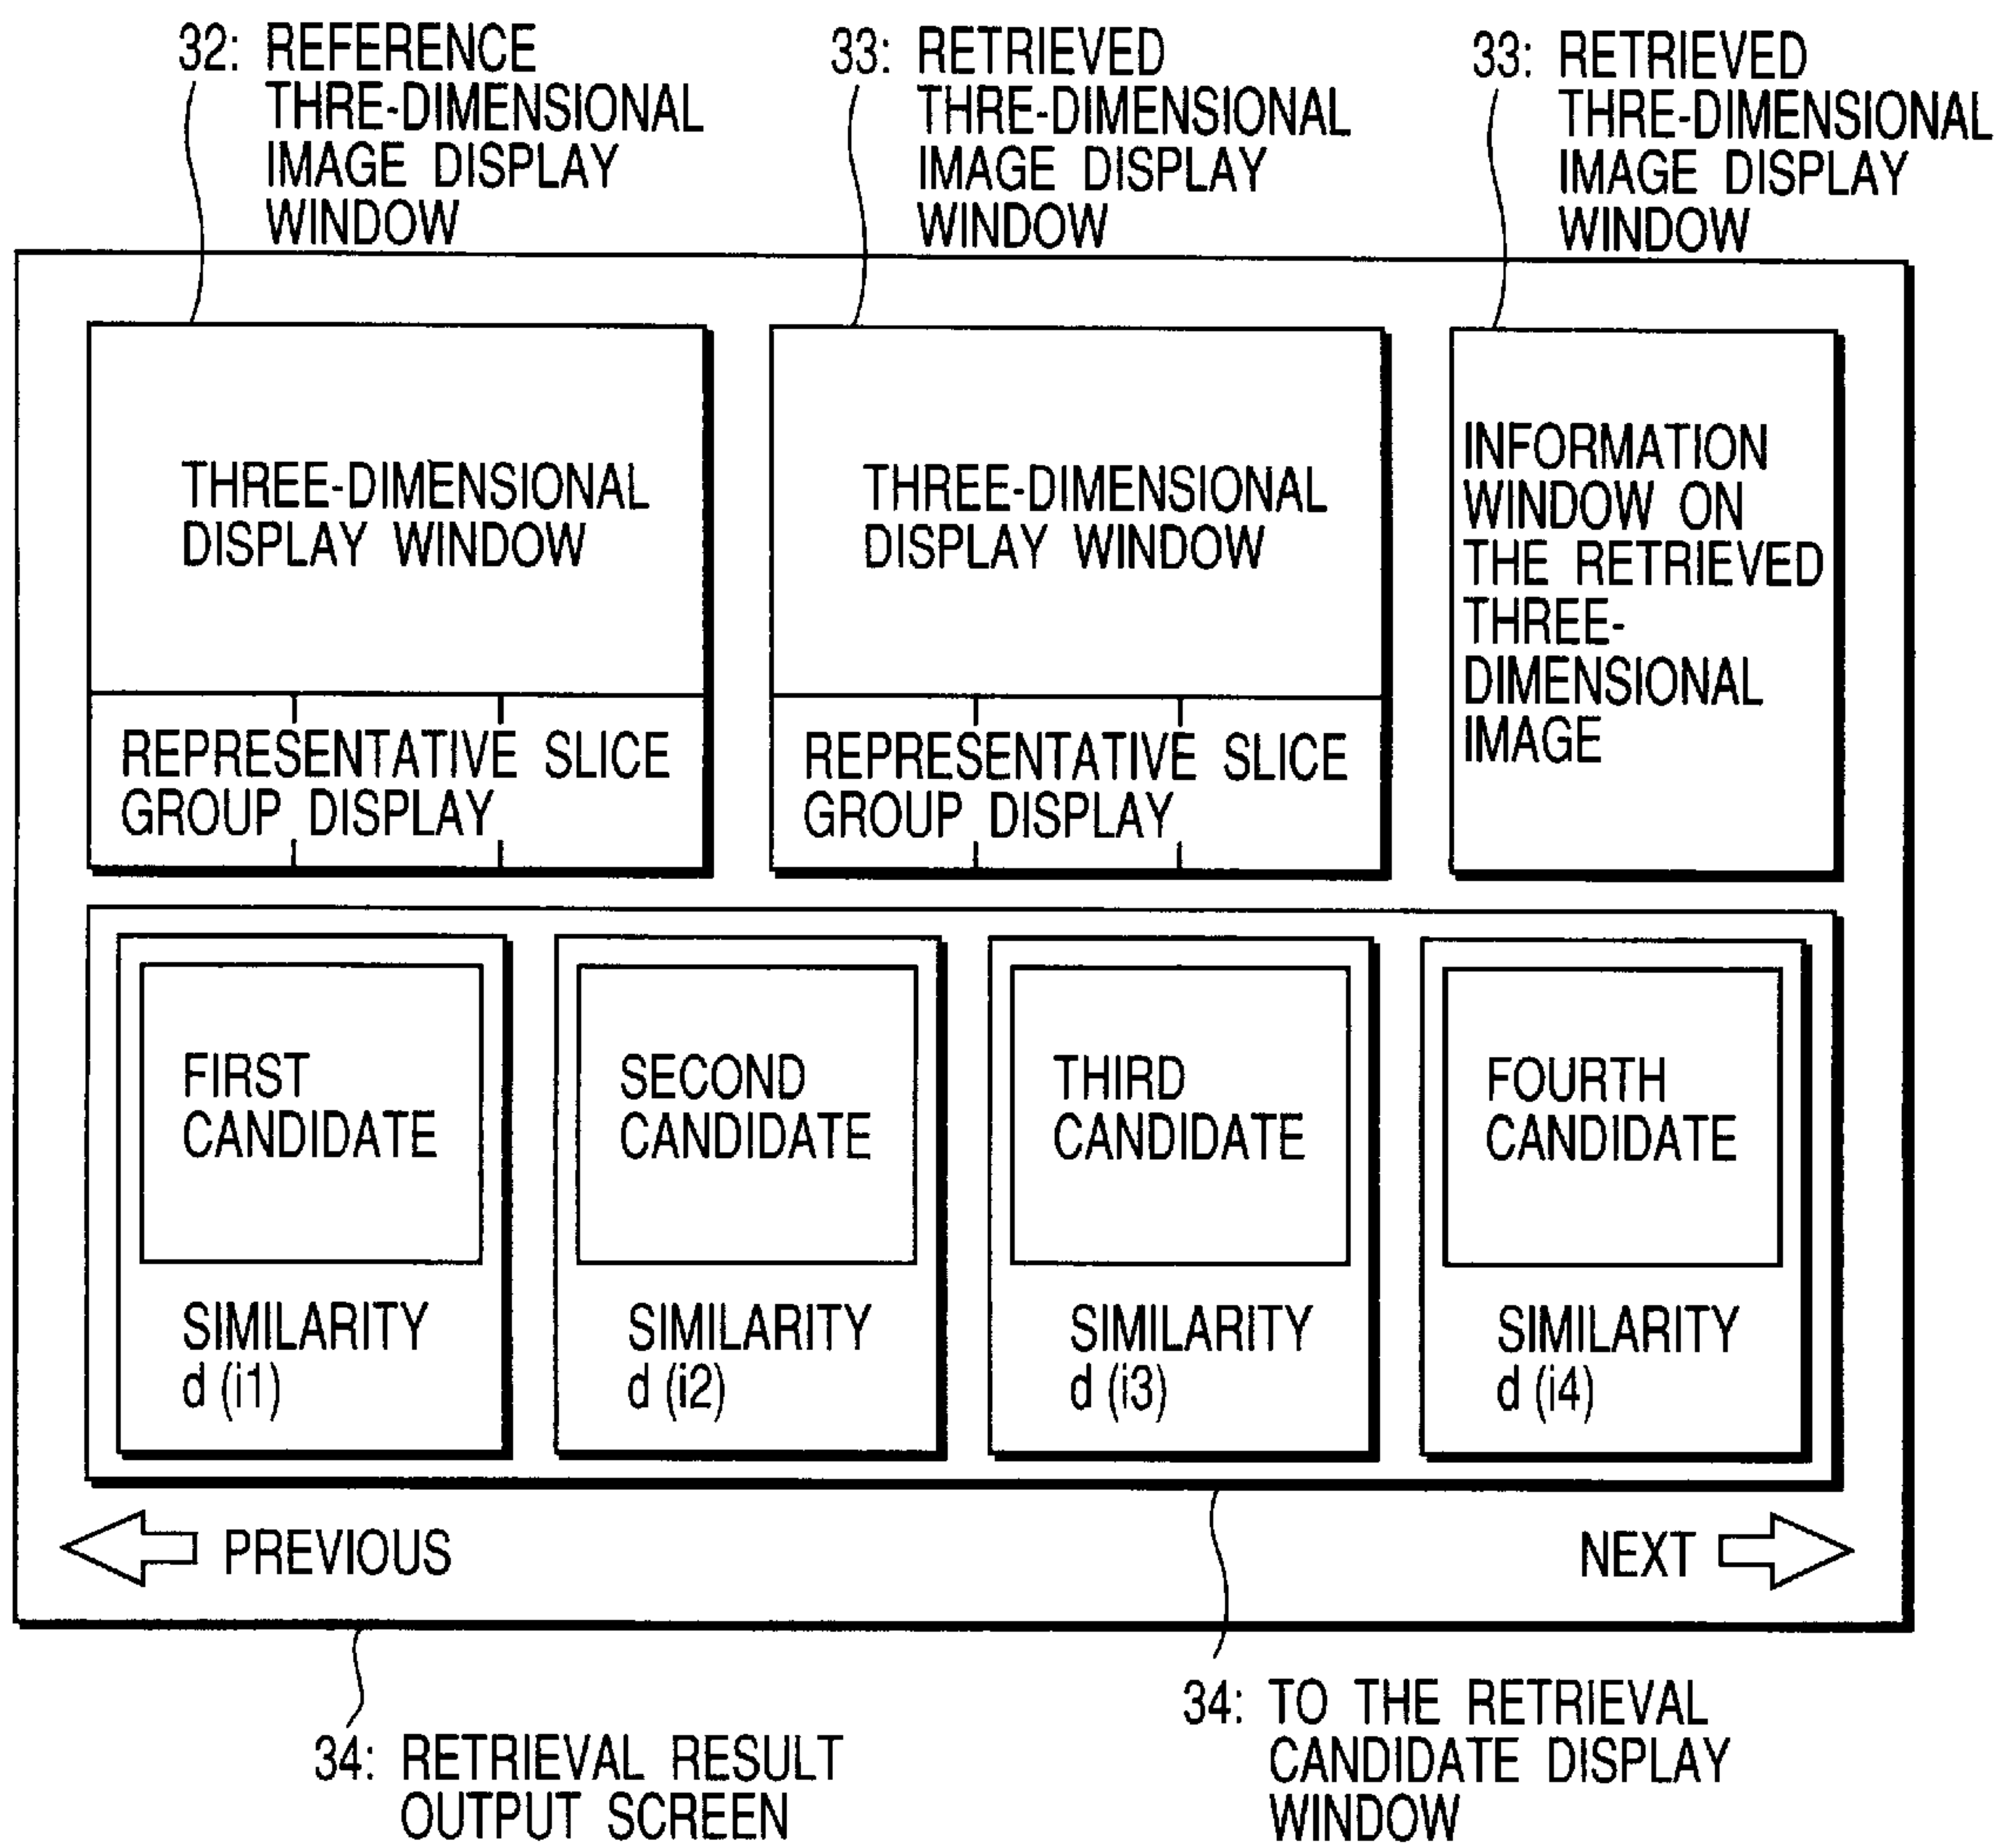 32: REFERENCE
THRE-DIMENSIONAL
IMAGE DISPLAY
WINDOW
33: RETRIEVED
THRE-DIMENSIONAL
IMAGE DISPLAY
WINDOW
33: RETRIEVED
THRE-DIMENSIONAL
IMAGE DISPLAY
WINDOW
THREE-DIMENSIONAL
DISPLAY WINDOW
REPRESENTATIVE SLICE
GROUP DISPLAY
THREE-DIMENSIONAL
DISPLAY WINDOW
REPRESENTATIVE SLICE
GROUP DISPLAY
INFORMATION
WINDOW ON
THE RETRIEVED
THREE-
DIMENSIONAL
IMAGE
FIRST
CANDIDATE
SIMILARITY
d (i1)
SECOND
CANDIDATE
SIMILARITY
d (i2)
THIRD
CANDIDATE
SIMILARITY
d (i3)
FOURTH
CANDIDATE
SIMILARITY
d (i4)
PREVIOUS
NEXT
34: RETRIEVAL RESULT
OUTPUT SCREEN
34: TO THE RETRIEVAL
CANDIDATE DISPLAY
WINDOW